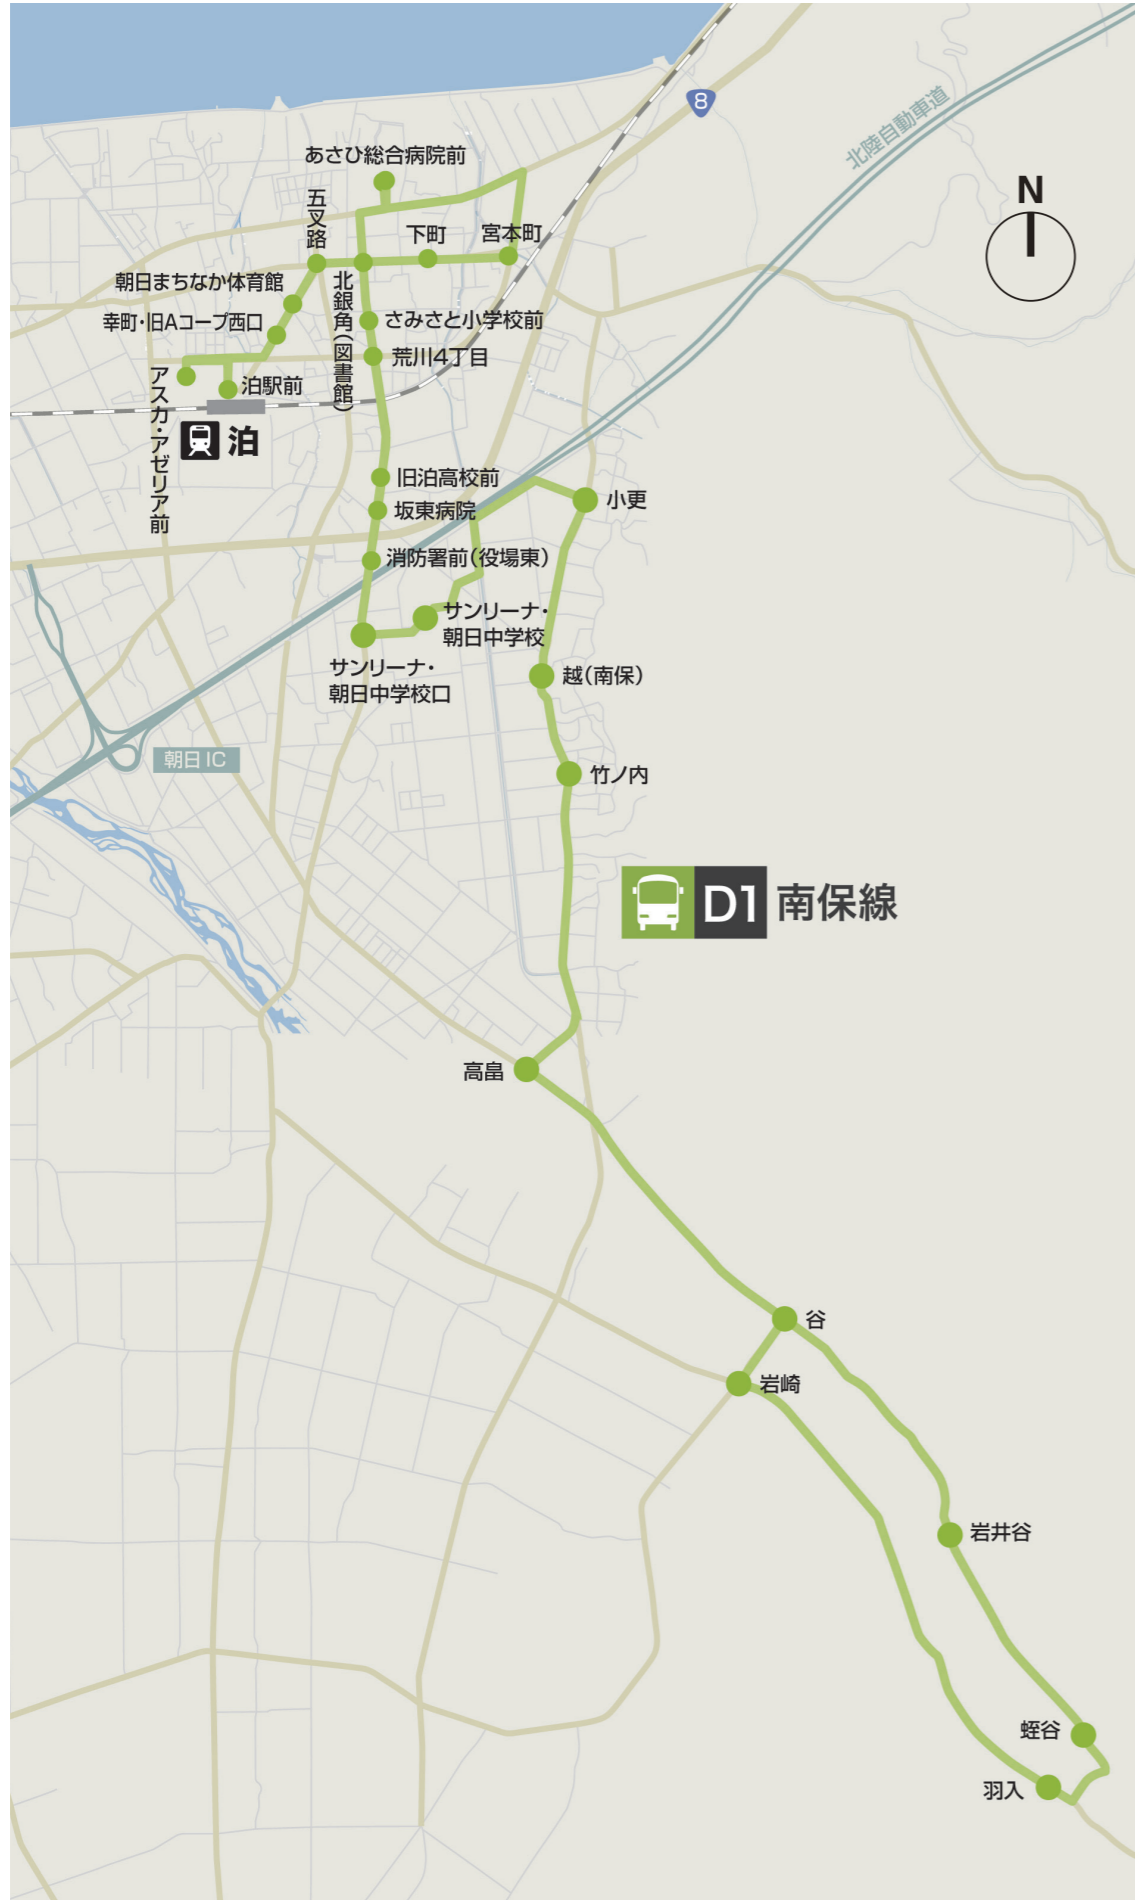 8
北陸自動車道
N
あさひ総合病院前
五叉路
下町
宮本町
朝日まちなか体育館
北銀角(図書館)
幸町・旧Aコープ西口
さみさと小学校前
荒川4丁目
アスカ・アゼリア前
泊駅前
泊
旧泊高校前
坂東病院
小更
消防署前(役場東)
サンリーナ・
朝日中学校
サンリーナ・
朝日中学校口
越(南保)
朝日 IC
竹ノ内
D1 南保線
高畠
谷
岩崎
岩井谷
蛭谷
羽入